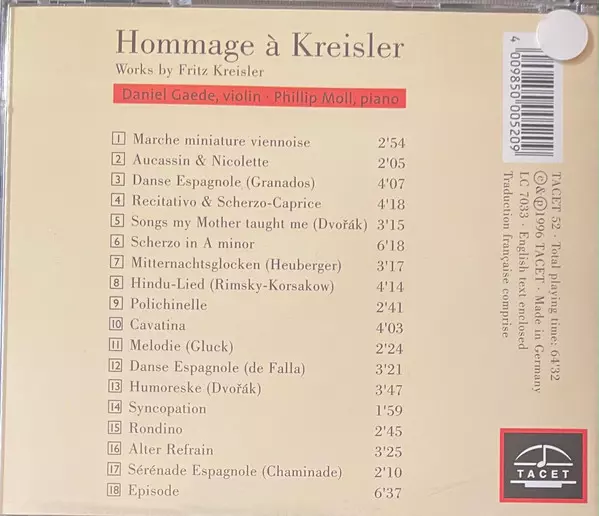 Hommage à Kreisler
Works by Fritz Kreisler
Daniel Gaede, violin · Phillip Moll, piano
1 Marche miniature viennoise 2'54
2 Aucassin & Nicolette 2'05
3 Danse Espagnole (Granados) 4'07
4 Recitativo & Scherzo-Caprice 4'18
5 Songs my Mother taught me (Dvořák) 3'15
6 Scherzo in A minor 6'18
7 Mitternachtsglocken (Heuberger) 3'17
8 Hindu-Lied (Rimsky-Korsakow) 4'14
9 Polichinelle 2'41
10 Cavatina 4'03
11 Melodie (Gluck) 2'24
12 Danse Espagnole (de Falla) 3'21
13 Humoreske (Dvořák) 3'47
14 Syncopation 1'59
15 Rondino 2'45
16 Alter Refrain 3'25
17 Sérénade Espagnole (Chaminade) 2'10
18 Episode 6'37
4 009850 005209
TACET 52 · Total playing time: 64'32
©&℗1996 TACET · Made in Germany
LC 7033 · English text enclosed
Traduction française comprise
TACET